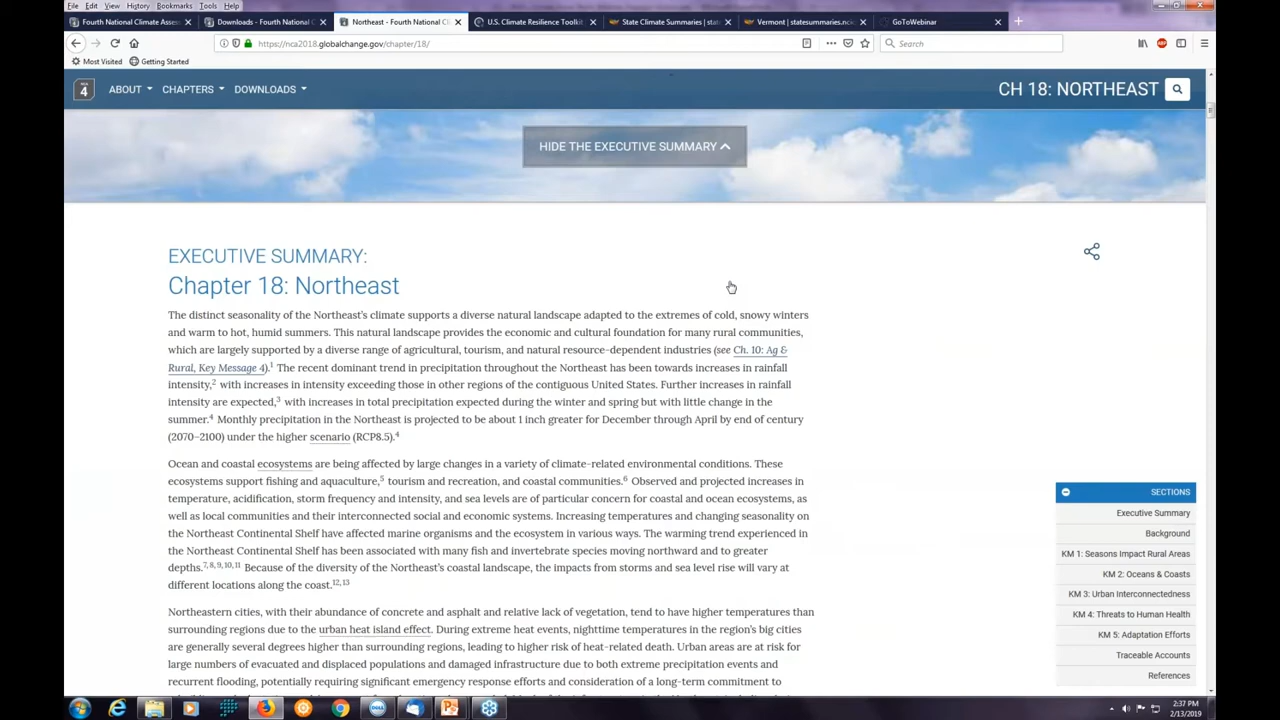 File Edit View History Bookmarks Tools Help
Fourth National Climate Asses
Downloads - Fourth National C
Northeast - Fourth National Cl
U.S. Climate Resilience Toolkit
State Climate Summaries | stat
Vermont | statesummaries.ncic
GoToWebinar
https://nca2018.globalchange.gov/chapter/18/
Search
Most Visited Getting Started
NCA 4 ABOUT CHAPTERS DOWNLOADS CH 18: NORTHEAST
HIDE THE EXECUTIVE SUMMARY
EXECUTIVE SUMMARY:
Chapter 18: Northeast
The distinct seasonality of the Northeast's climate supports a diverse natural landscape adapted to the extremes of cold, snowy winters
and warm to hot, humid summers. This natural landscape provides the economic and cultural foundation for many rural communities,
which are largely supported by a diverse range of agricultural, tourism, and natural resource-dependent industries (see Ch. 10: Ag &
Rural, Key Message 4).1 The recent dominant trend in precipitation throughout the Northeast has been towards increases in rainfall
intensity,2 with increases in intensity exceeding those in other regions of the contiguous United States. Further increases in rainfall
intensity are expected,3 with increases in total precipitation expected during the winter and spring but with little change in the
summer.4 Monthly precipitation in the Northeast is projected to be about 1 inch greater for December through April by end of century
(2070–2100) under the higher scenario (RCP8.5).4
Ocean and coastal ecosystems are being affected by large changes in a variety of climate-related environmental conditions. These
ecosystems support fishing and aquaculture,5 tourism and recreation, and coastal communities.6 Observed and projected increases in
temperature, acidification, storm frequency and intensity, and sea levels are of particular concern for coastal and ocean ecosystems, as
well as local communities and their interconnected social and economic systems. Increasing temperatures and changing seasonality on
the Northeast Continental Shelf have affected marine organisms and the ecosystem in various ways. The warming trend experienced in
the Northeast Continental Shelf has been associated with many fish and invertebrate species moving northward and to greater
depths.7,8,9,10,11 Because of the diversity of the Northeast's coastal landscape, the impacts from storms and sea level rise will vary at
different locations along the coast.12,13
Northeastern cities, with their abundance of concrete and asphalt and relative lack of vegetation, tend to have higher temperatures than
surrounding regions due to the urban heat island effect. During extreme heat events, nighttime temperatures in the region's big cities
are generally several degrees higher than surrounding regions, leading to higher risk of heat-related death. Urban areas are at risk for
large numbers of evacuated and displaced populations and damaged infrastructure due to both extreme precipitation events and
recurrent flooding, potentially requiring significant emergency response efforts and consideration of a long-term commitment to
SECTIONS
Executive Summary
Background
KM 1: Seasons Impact Rural Areas
KM 2: Oceans & Coasts
KM 3: Urban Interconnectedness
KM 4: Threats to Human Health
KM 5: Adaptation Efforts
Traceable Accounts
References
2:37 PM
2/13/2019